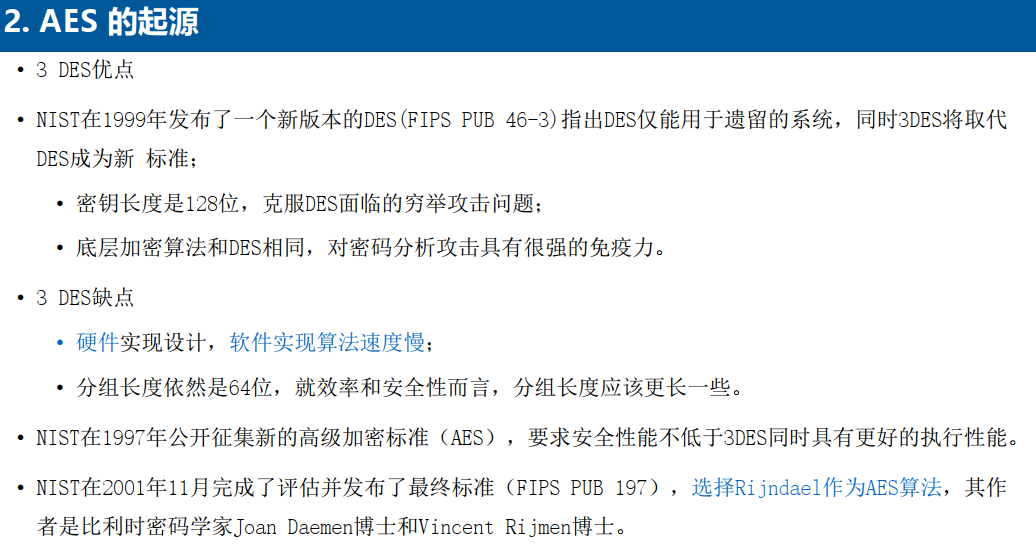 2. AES 的起源
• 3 DES优点
• NIST在1999年发布了一个新版本的DES(FIPS PUB 46-3)指出DES仅能用于遗留的系统，同时3DES将取代
DES成为新 标准；
• 密钥长度是128位，克服DES面临的穷举攻击问题；
• 底层加密算法和DES相同，对密码分析攻击具有很强的免疫力。
• 3 DES缺点
• 硬件实现设计，软件实现算法速度慢；
• 分组长度依然是64位，就效率和安全性而言，分组长度应该更长一些。
• NIST在1997年公开征集新的高级加密标准（AES），要求安全性能不低于3DES同时具有更好的执行性能。
• NIST在2001年11月完成了评估并发布了最终标准（FIPS PUB 197），选择Rijndael作为AES算法，其作
者是比利时密码学家Joan Daemen博士和Vincent Rijmen博士。